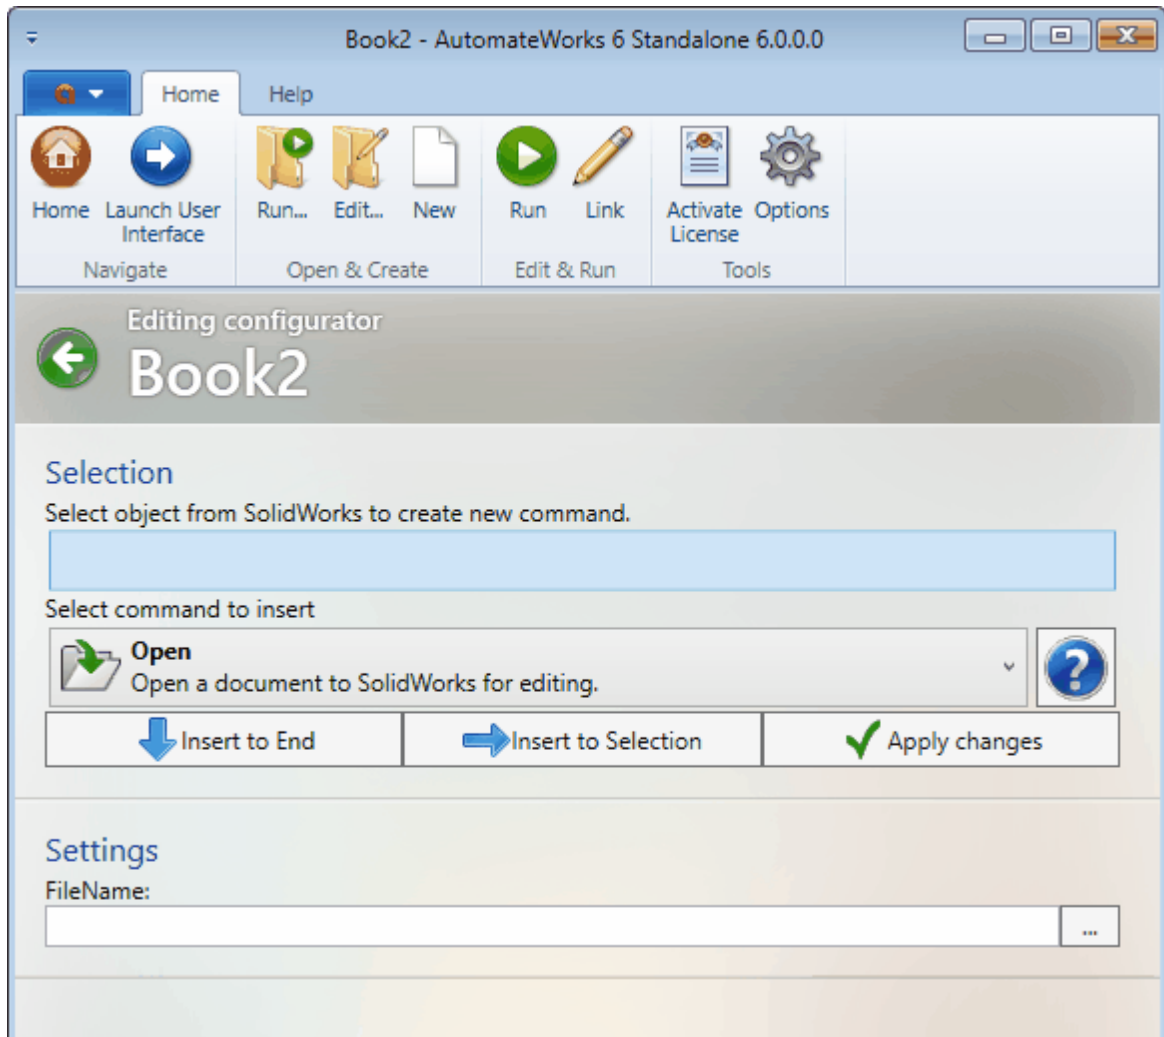 Book2 - AutomateWorks 6 Standalone 6.0.0.0
Home Help
Home Launch User Interface Run... Edit... New Run Link Activate License Options
Navigate Open & Create Edit & Run Tools
Editing configurator
Book2
Selection
Select object from SolidWorks to create new command.
Select command to insert
Open
Open a document to SolidWorks for editing.
Insert to End Insert to Selection Apply changes
Settings
FileName:
...